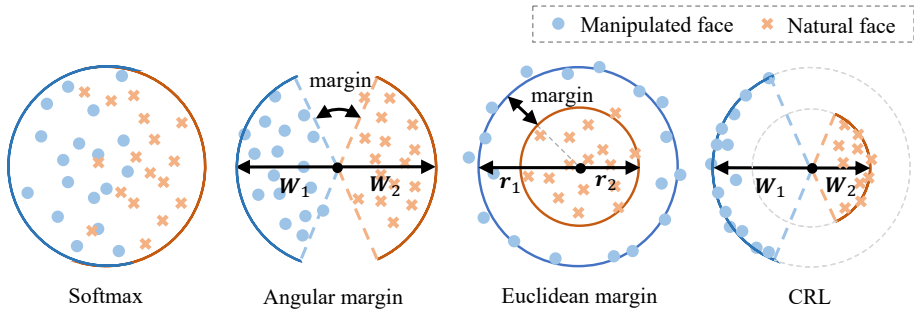 Manipulated face Natural face
margin
margin
W₁ W₂
r₁ r₂
W₁ W₂
Softmax
Angular margin
Euclidean margin
CRL